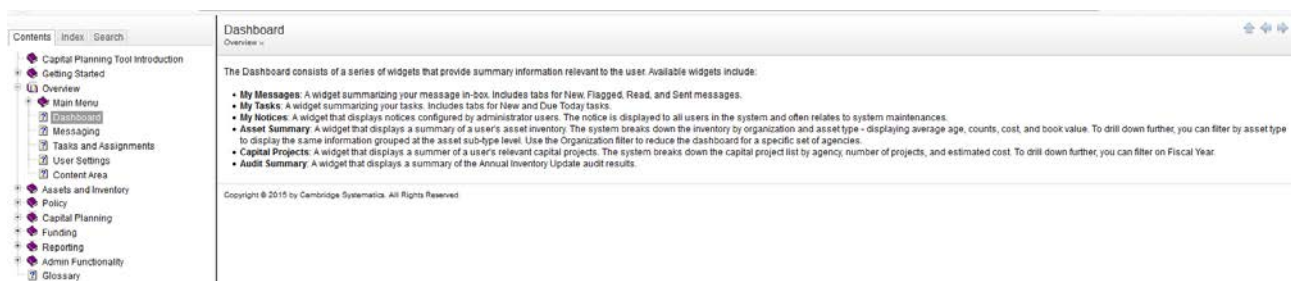 Contents Index Search
Capital Planning Tool Introduction
Getting Started
Overview
Main Menu
Dashboard
Messaging
Tasks and Assignments
User Settings
Content Area
Assets and Inventory
Policy
Capital Planning
Funding
Reporting
Admin Functionality
Glossary
Dashboard
Overview
The Dashboard consists of a series of widgets that provide summary information relevant to the user. Available widgets include:
• My Messages: A widget summarizing your message in-box. Includes tabs for New, Flagged, Read, and Sent messages.
• My Tasks: A widget summarizing your tasks. Includes tabs for New and Due Today tasks.
• My Notices: A widget that displays notices configured by administrator users. The notice is displayed to all users in the system and often relates to system maintenances.
• Asset Summary: A widget that displays a summary of a user's asset inventory. The system breaks down the inventory by organization and asset type - displaying average age, counts, cost, and book value. To drill down further, you can filter by asset type
to display the same information grouped at the asset sub-type level. Use the Organization filter to reduce the dashboard for a specific set of agencies.
• Capital Projects: A widget that displays a summer of a user's relevant capital projects. The system breaks down the capital project list by agency, number of projects, and estimated cost. To drill down further, you can filter on Fiscal Year.
• Audit Summary: A widget that displays a summary of the Annual Inventory Update audit results.
Copyright © 2015 by Cambridge Systematics. All Rights Reserved